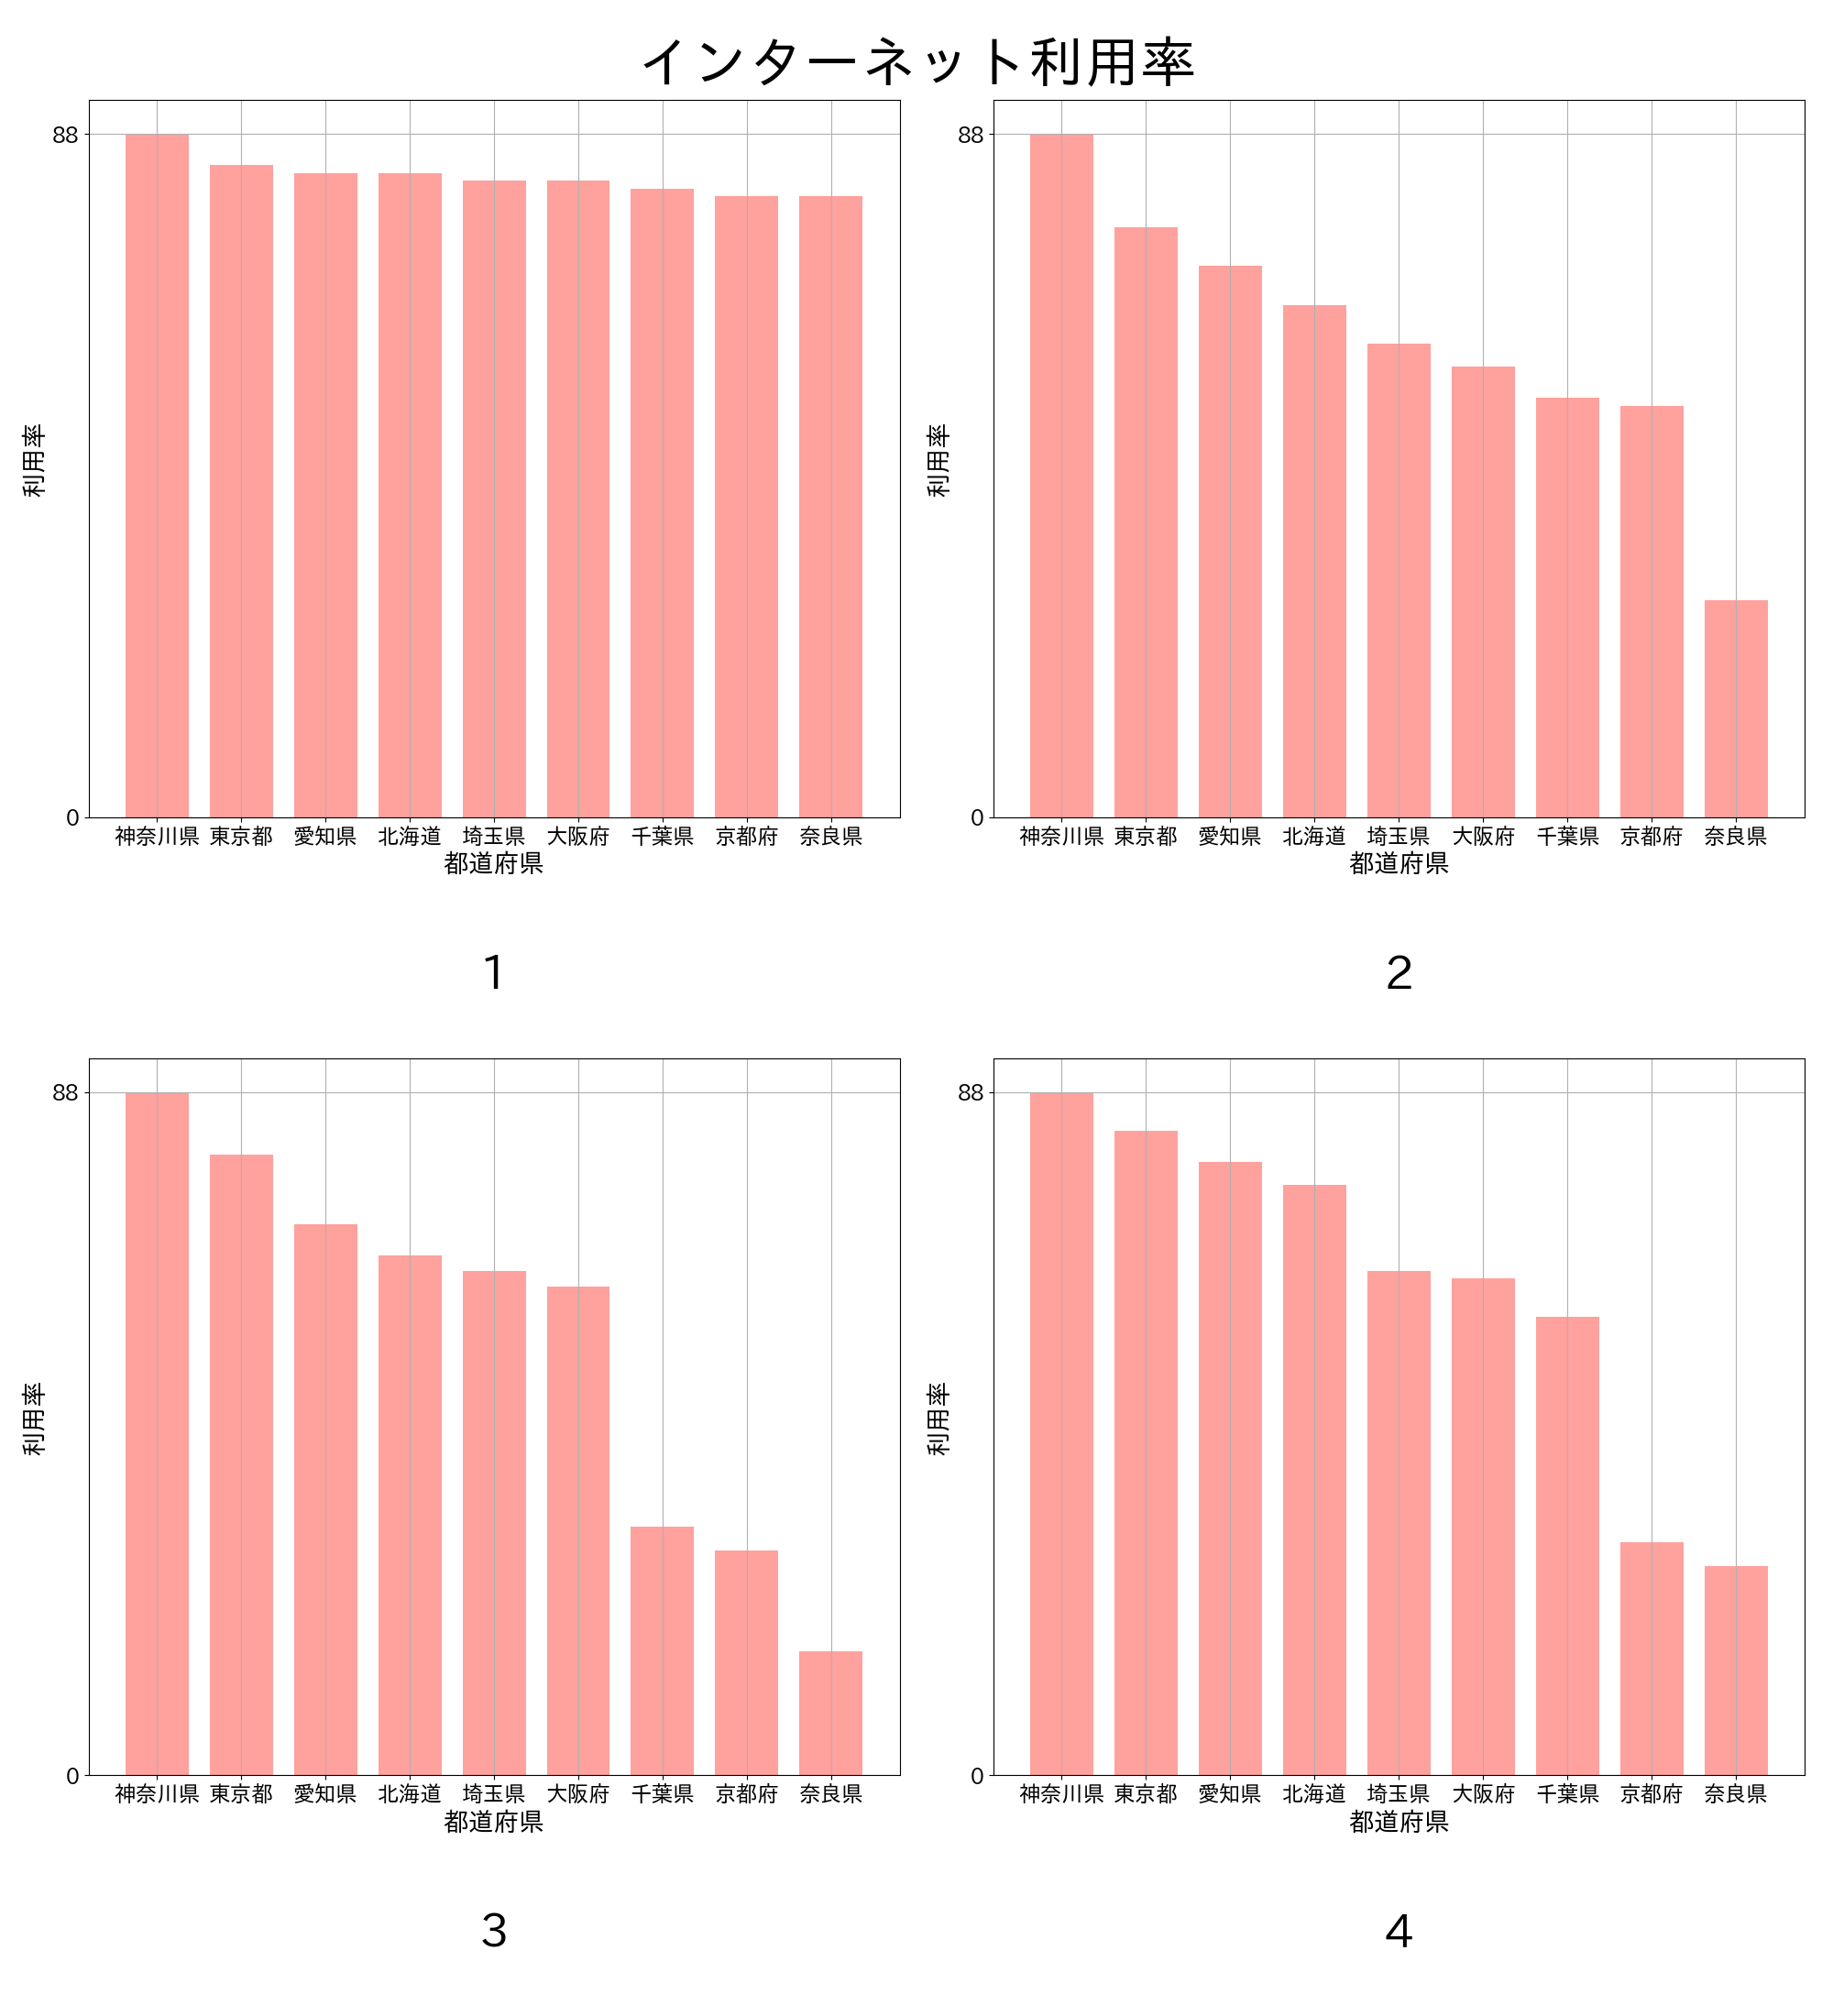 インターネット利用率
88
0
利用率
神奈川県 東京都 愛知県 北海道 埼玉県 大阪府 千葉県 京都府 奈良県
都道府県
1
88
0
利用率
神奈川県 東京都 愛知県 北海道 埼玉県 大阪府 千葉県 京都府 奈良県
都道府県
2
88
0
利用率
神奈川県 東京都 愛知県 北海道 埼玉県 大阪府 千葉県 京都府 奈良県
都道府県
3
88
0
利用率
神奈川県 東京都 愛知県 北海道 埼玉県 大阪府 千葉県 京都府 奈良県
都道府県
4